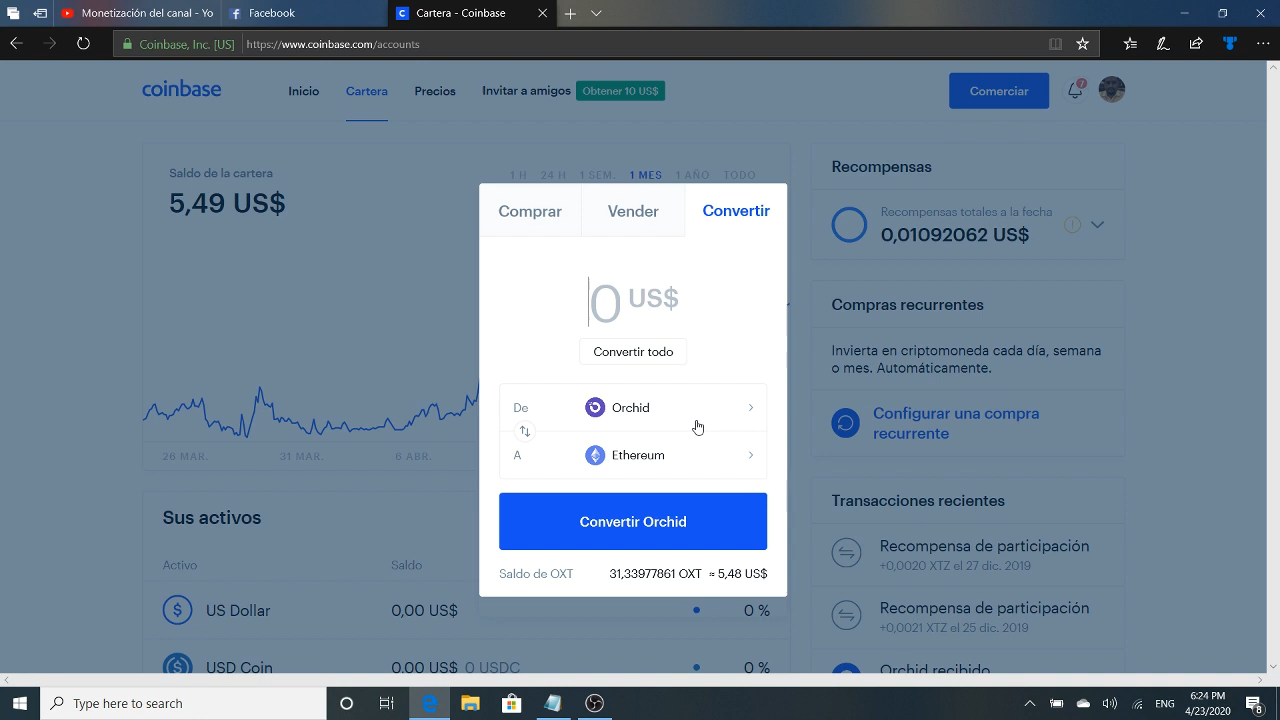 Monetización del canal - Yo
Facebook
Cartera - Coinbase
Coinbase, Inc. [US]
https://www.coinbase.com/accounts
coinbase
Inicio
Cartera
Precios
Invitar a amigos
Obtener 10 US$
Comerciar
Saldo de la cartera
5,49 US$
1 H
24 H
1 SEM.
1 MES
1 AÑO
TODO
26 MAR.
31 MAR.
6 ABR.
Comprar
Vender
Convertir
0 US$
Convertir todo
De
Orchid
A
Ethereum
Convertir Orchid
Saldo de OXT
31,33977861 OXT ≈ 5,48 US$
Recompensas
Recompensas totales a la fecha
0,01092062 US$
Compras recurrentes
Invierta en criptomoneda cada día, semana
o mes. Automáticamente.
Configurar una compra
recurrente
Sus activos
Activo
Saldo
US Dollar
0,00 US$
0 %
USD Coin
0,00 US$ 0 USDC
0 %
Transacciones recientes
Recompensa de participación
+0,0020 XTZ el 27 dic. 2019
Recompensa de participación
+0,0021 XTZ el 25 dic. 2019
Orchid recibido
Type here to search
ENG
6:24 PM
4/23/2020